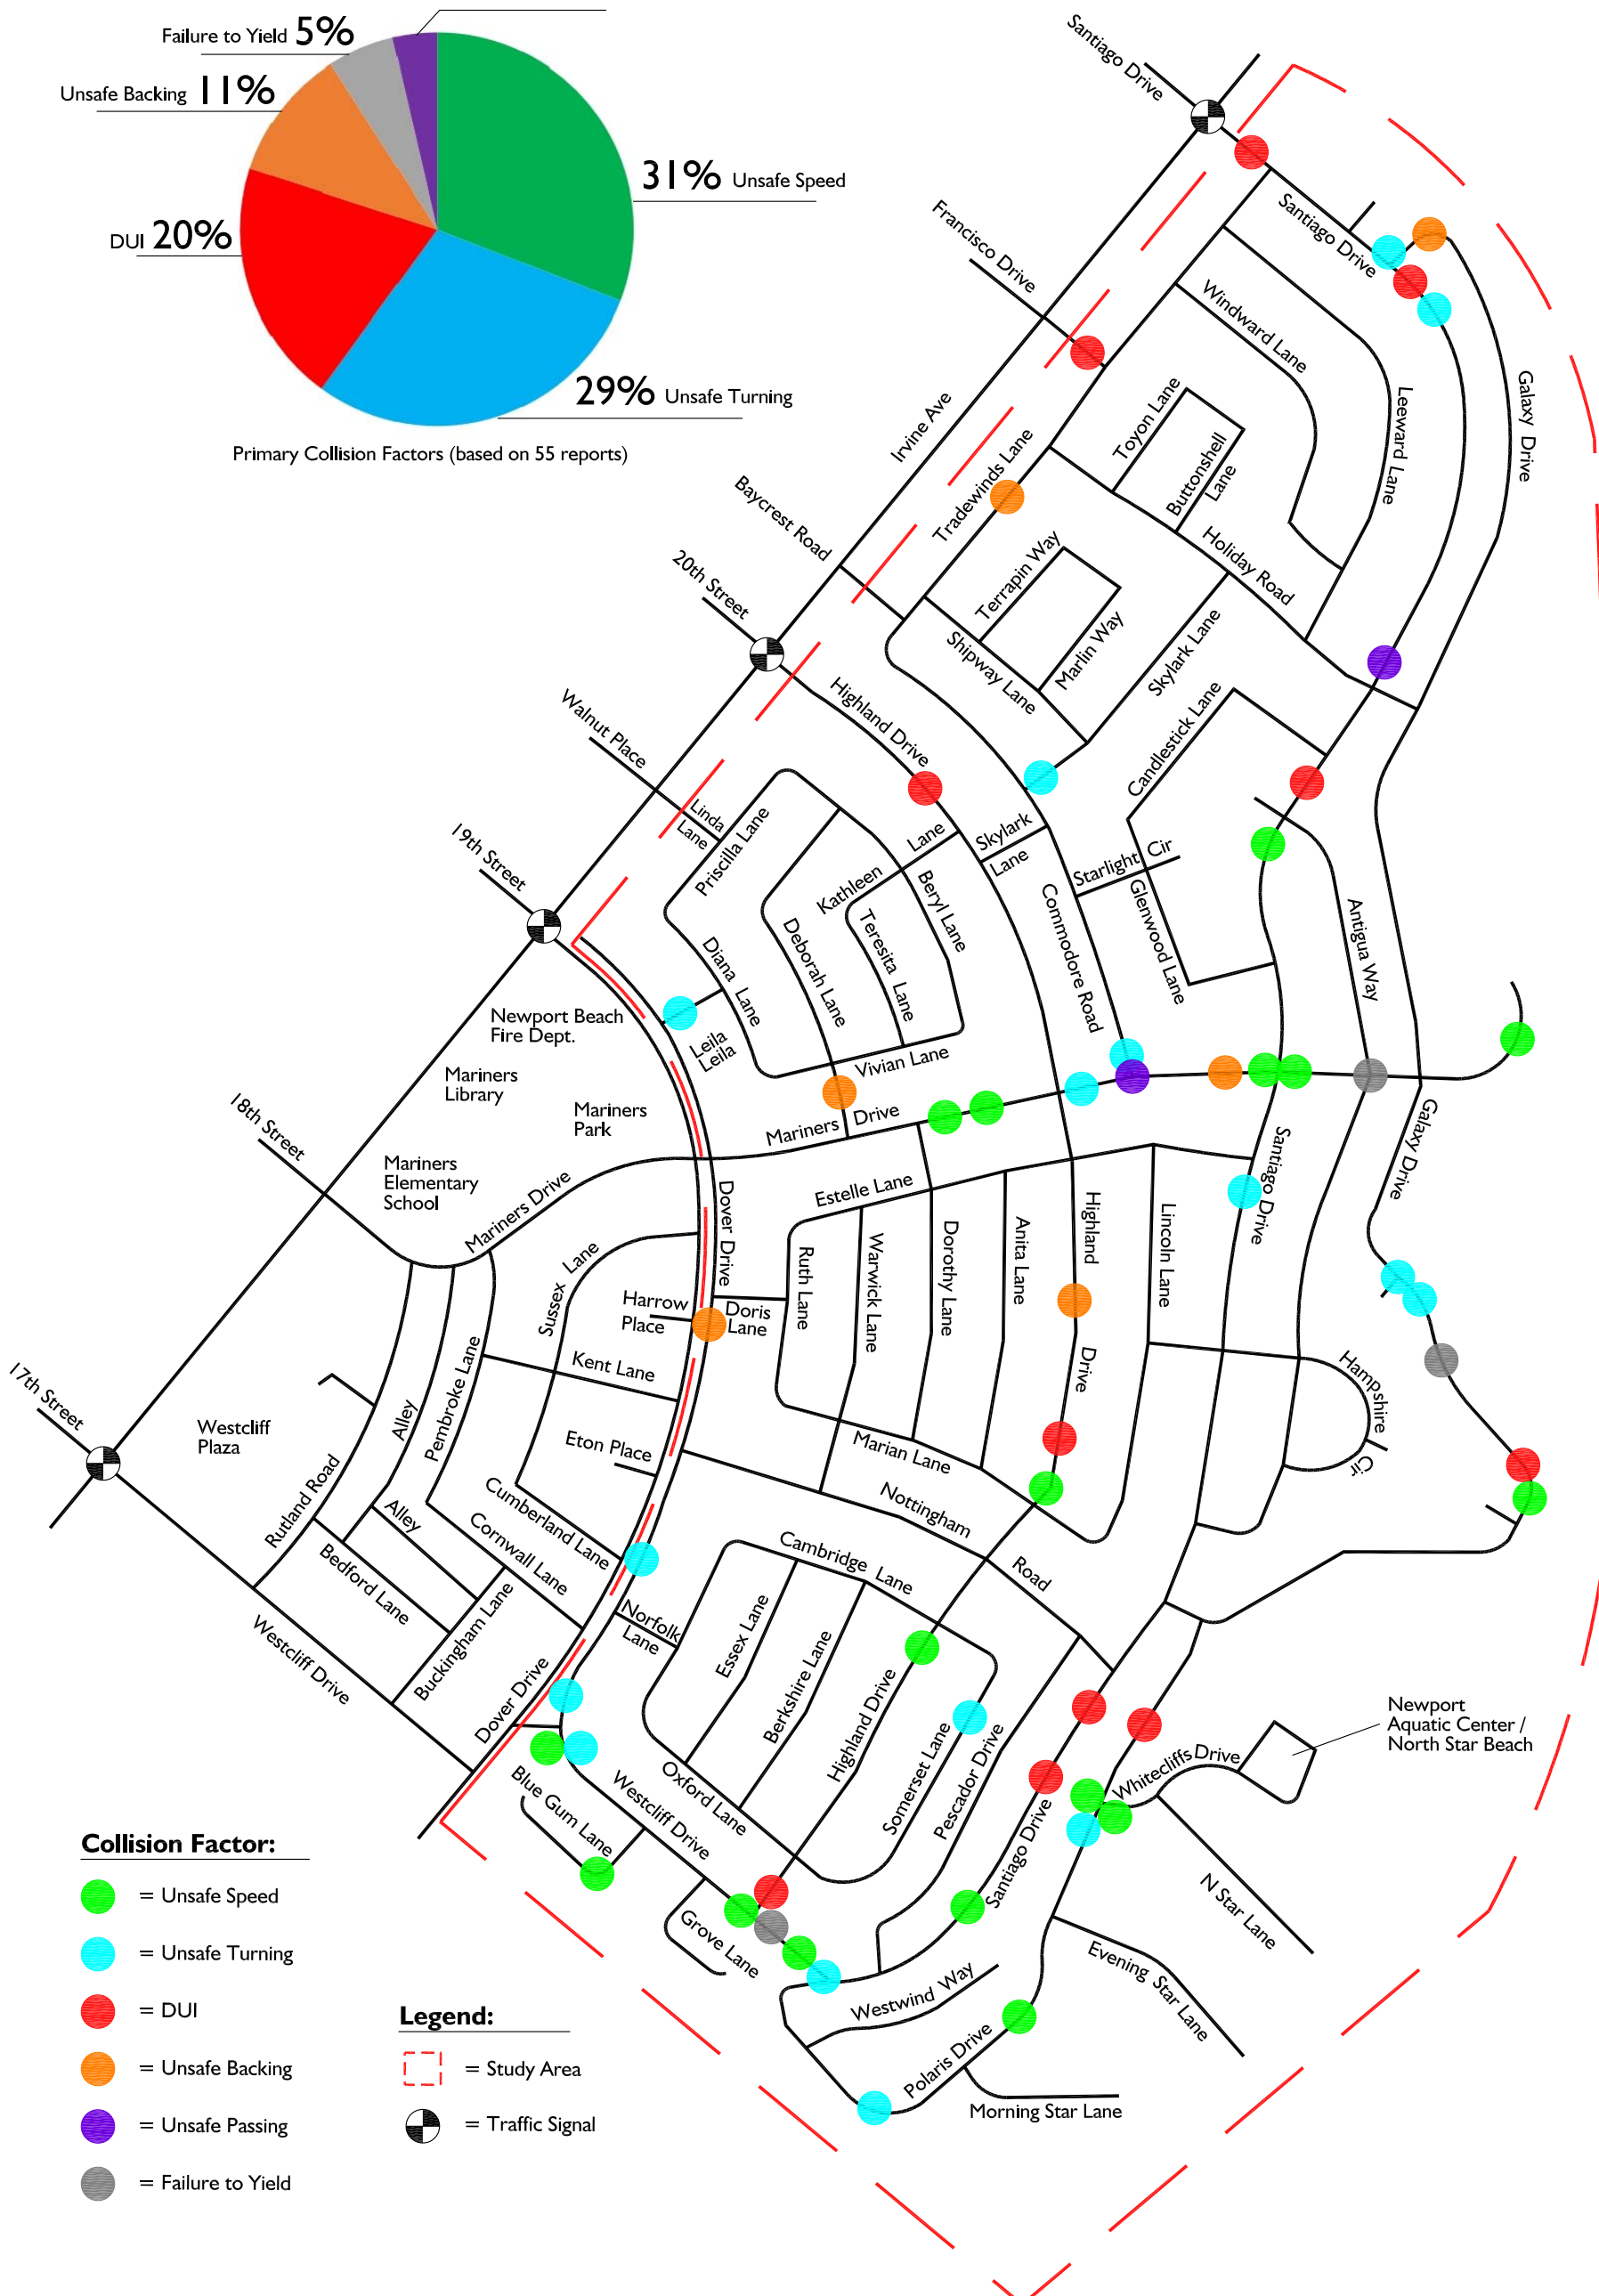 Failure to Yield 5%
Unsafe Backing 11%
31% Unsafe Speed
DUI 20%
29% Unsafe Turning
Primary Collision Factors (based on 55 reports)
Santiago Drive
Santiago Drive
Francisco Drive
Windward Lane
Galaxy Drive
Leeward Lane
Irvine Ave
Toyon Lane
Buttonshell
Lane
Tradewinds Lane
Baycrest Road
Holiday Road
20th Street
Terrapin Way
Marlin Way
Shipway Lane
Skylark Lane
Highland Drive
Walnut Place
Candlestick Lane
Linda
Lane
Priscilla Lane
19th Street
Kathleen Lane
Skylark
Lane
Starlight Cir
Beryl Lane
Glenwood Lane
Commodore Road
Antigua Way
Teresita Lane
Deborah Lane
Diana Lane
Newport Beach
Fire Dept.
Leila
Leila
Vivian Lane
Mariners
Library
Mariners
Park
Mariners Drive
18th Street
Galaxy Drive
Mariners
Elementary
School
Mariners Drive
Santiago Drive
Estelle Lane
Dover Drive
Sussex Lane
Ruth Lane
Warwick Lane
Dorothy Lane
Anita Lane
Highland
Drive
Lincoln Lane
Harrow
Place
Doris
Lane
Kent Lane
Hampshire
Cir
17th Street
Westcliff
Plaza
Alley
Pembroke Lane
Eton Place
Marian Lane
Rutland Road
Nottingham
Road
Alley
Cumberland Lane
Cornwall Lane
Bedford Lane
Cambridge Lane
Buckingham Lane
Norfolk
Lane
Essex Lane
Berkshire Lane
Westcliff Drive
Dover Drive
Highland Drive
Somerset Lane
Pescador Drive
Newport
Aquatic Center /
North Star Beach
Whitecliffs Drive
Oxford Lane
Westcliff Drive
Blue Gum Lane
Santiago Drive
Grove Lane
N Star Lane
Evening Star Lane
Westwind Way
Polaris Drive
Morning Star Lane
Collision Factor:
= Unsafe Speed
= Unsafe Turning
= DUI
= Unsafe Backing
= Unsafe Passing
= Failure to Yield
Legend:
= Study Area
= Traffic Signal